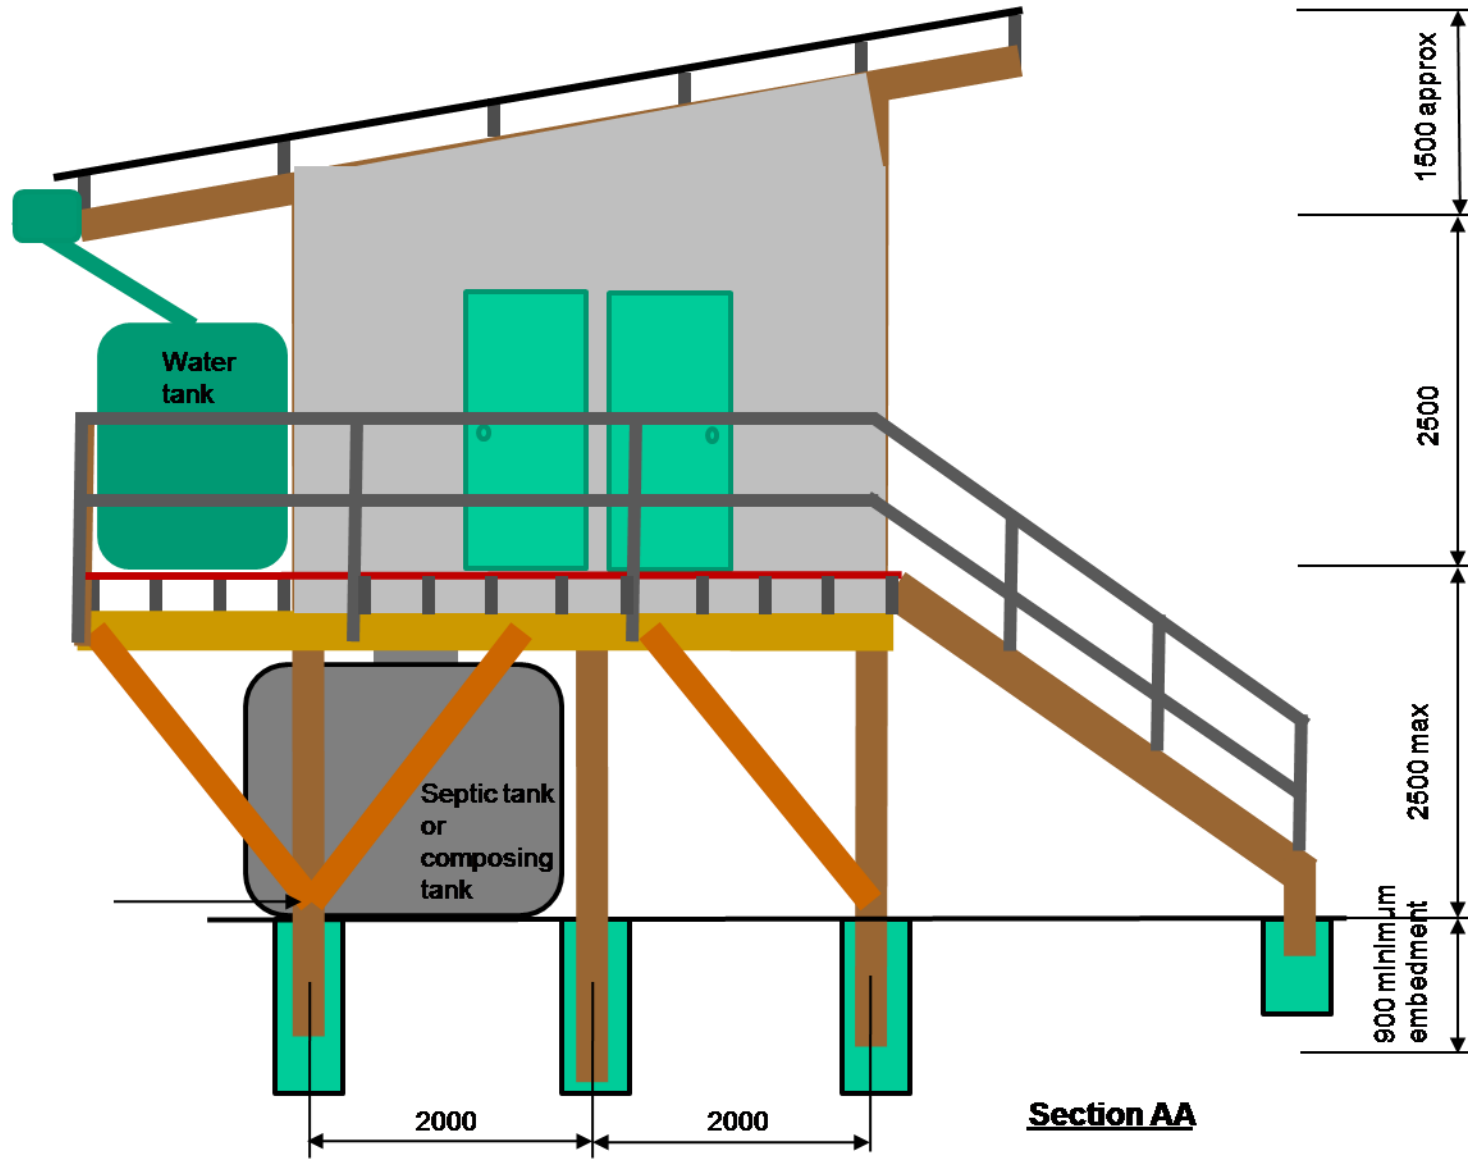 1500 approx
2500
2500 max
900 minimum
embedment
Water
tank
Septic tank
or
composing
tank
2000
2000
Section AA